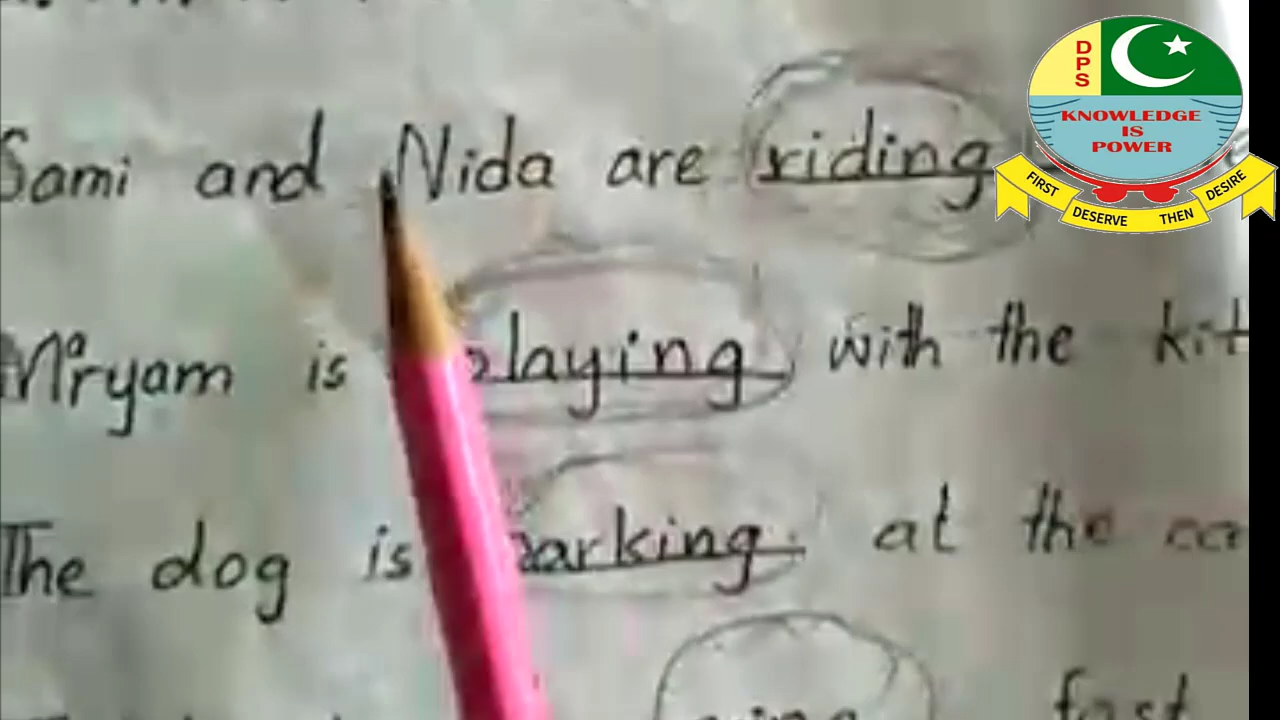 Sami and Nida are riding
Maryam is playing with the
The dog is barking at the
fast
DPS
KNOWLEDGE
IS
POWER
FIRST DESERVE THEN DESIRE